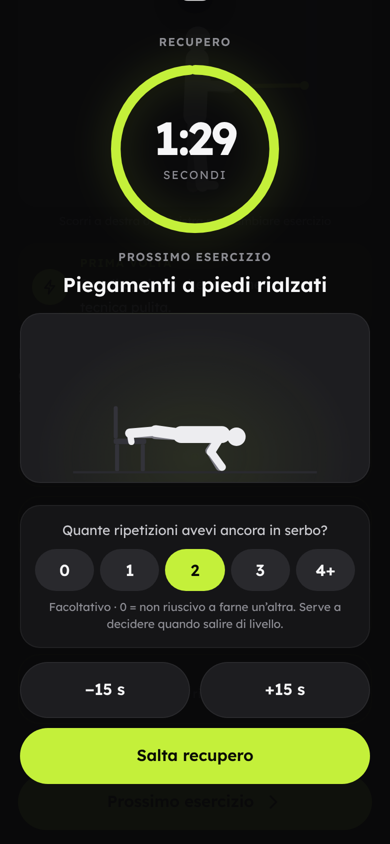 RECUPERO
1:29
SECONDI
PROSSIMO ESERCIZIO
Piegamenti a piedi rialzati
tecnica pulita.
Quante ripetizioni avevi ancora in serbo?
0 1 2 3 4+
Facoltativo · 0 = non riuscivo a farne un'altra. Serve a
decidere quando salire di livello.
−15 s +15 s
Salta recupero
Prossimo esercizio